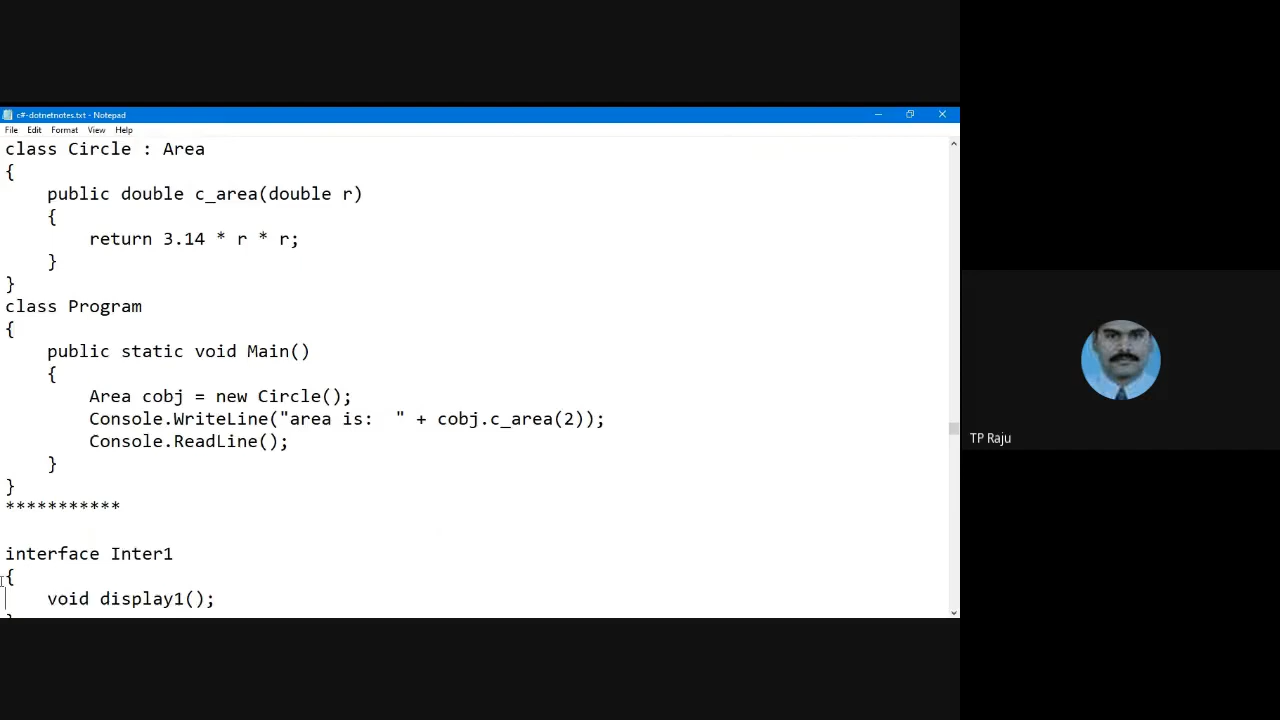 c#-dotnetnotes.txt - Notepad
File Edit Format View Help
class Circle : Area
{
    public double c_area(double r)
    {
        return 3.14 * r * r;
    }
}
class Program
{
    public static void Main()
    {
        Area cobj = new Circle();
        Console.WriteLine("area is:  " + cobj.c_area(2));
        Console.ReadLine();
    }
}
***********
interface Inter1
{
    void display1();
TP Raju